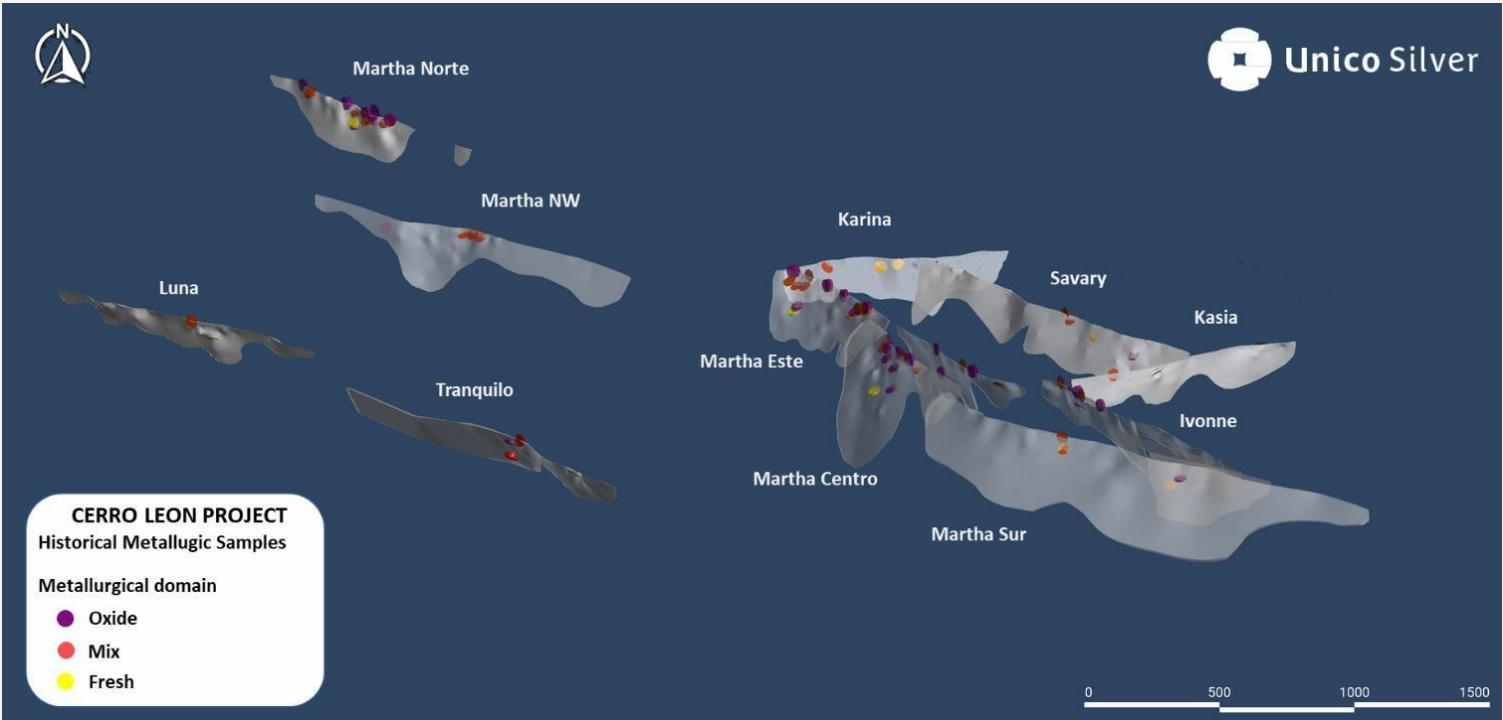 N
Martha Norte
Unico Silver
Martha NW
Karina
Luna
Savary
Kasia
Martha Este
Tranquilo
Ivonne
Martha Centro
Martha Sur
CERRO LEON PROJECT
Historical Metallugic Samples
Metallurgical domain
Oxide
Mix
Fresh
0 500 1000 1500